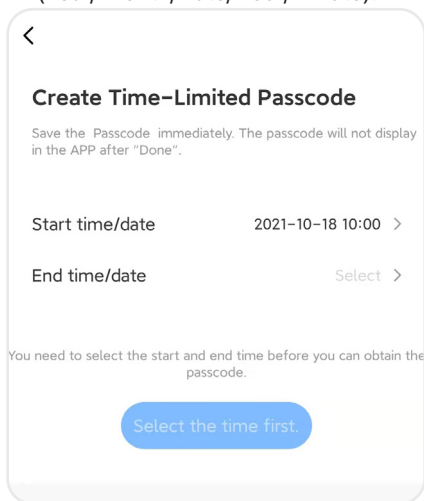 Create Time-Limited Passcode
Save the Passcode immediately. The passcode will not display
in the APP after "Done".
Start time/date 2021-10-18 10:00 >
End time/date Select >
You need to select the start and end time before you can obtain the
passcode.
Select the time first.